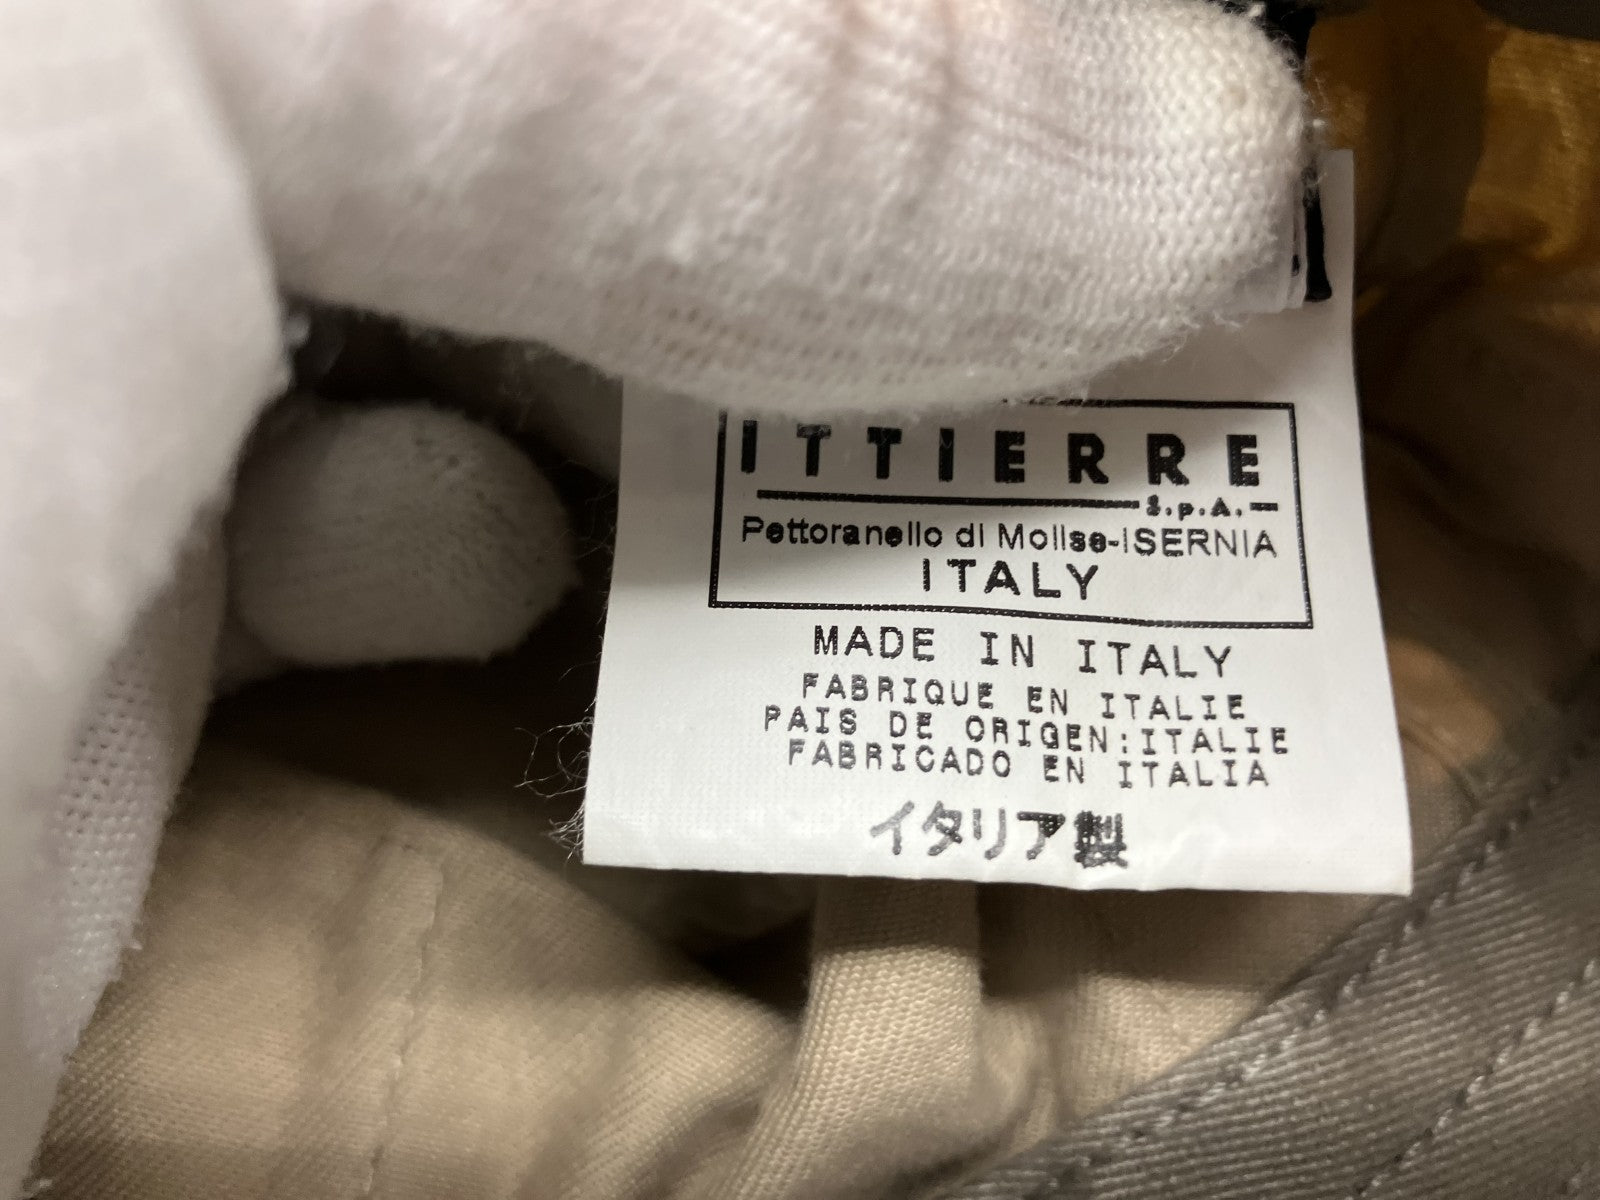 ITTIERRE
S.p.A.
Pettoranello di Molise-ISERNIA
ITALY
MADE IN ITALY
FABRIQUE EN ITALIE
PAIS DE ORIGEN:ITALIE
FABRICADO EN ITALIA
イタリア製